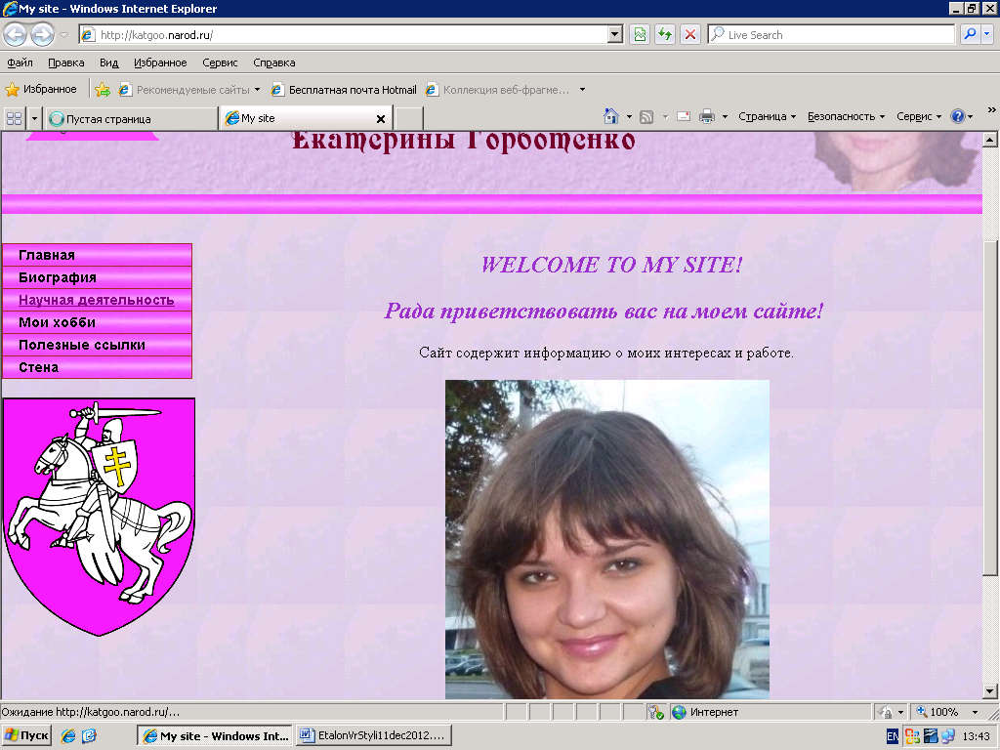 My site - Windows Internet Explorer
http://katgoo.narod.ru/
Live Search
Файл Правка Вид Избранное Сервис Справка
Избранное Рекомендуемые сайты Бесплатная почта Hotmail Коллекция веб-фрагме...
Пустая страница My site Страница Безопасность Сервис »
Екатерины Горботенко
Главная
Биография
Научная деятельность
Мои хобби
Полезные ссылки
Стена
WELCOME TO MY SITE!
Рада приветствовать вас на моем сайте!
Сайт содержит информацию о моих интересах и работе.
Ожидание http://katgoo.narod.ru/... Интернет 100%
Пуск My site - Windows Int... EtalonVrStyli11dec2012.... EN 13:43